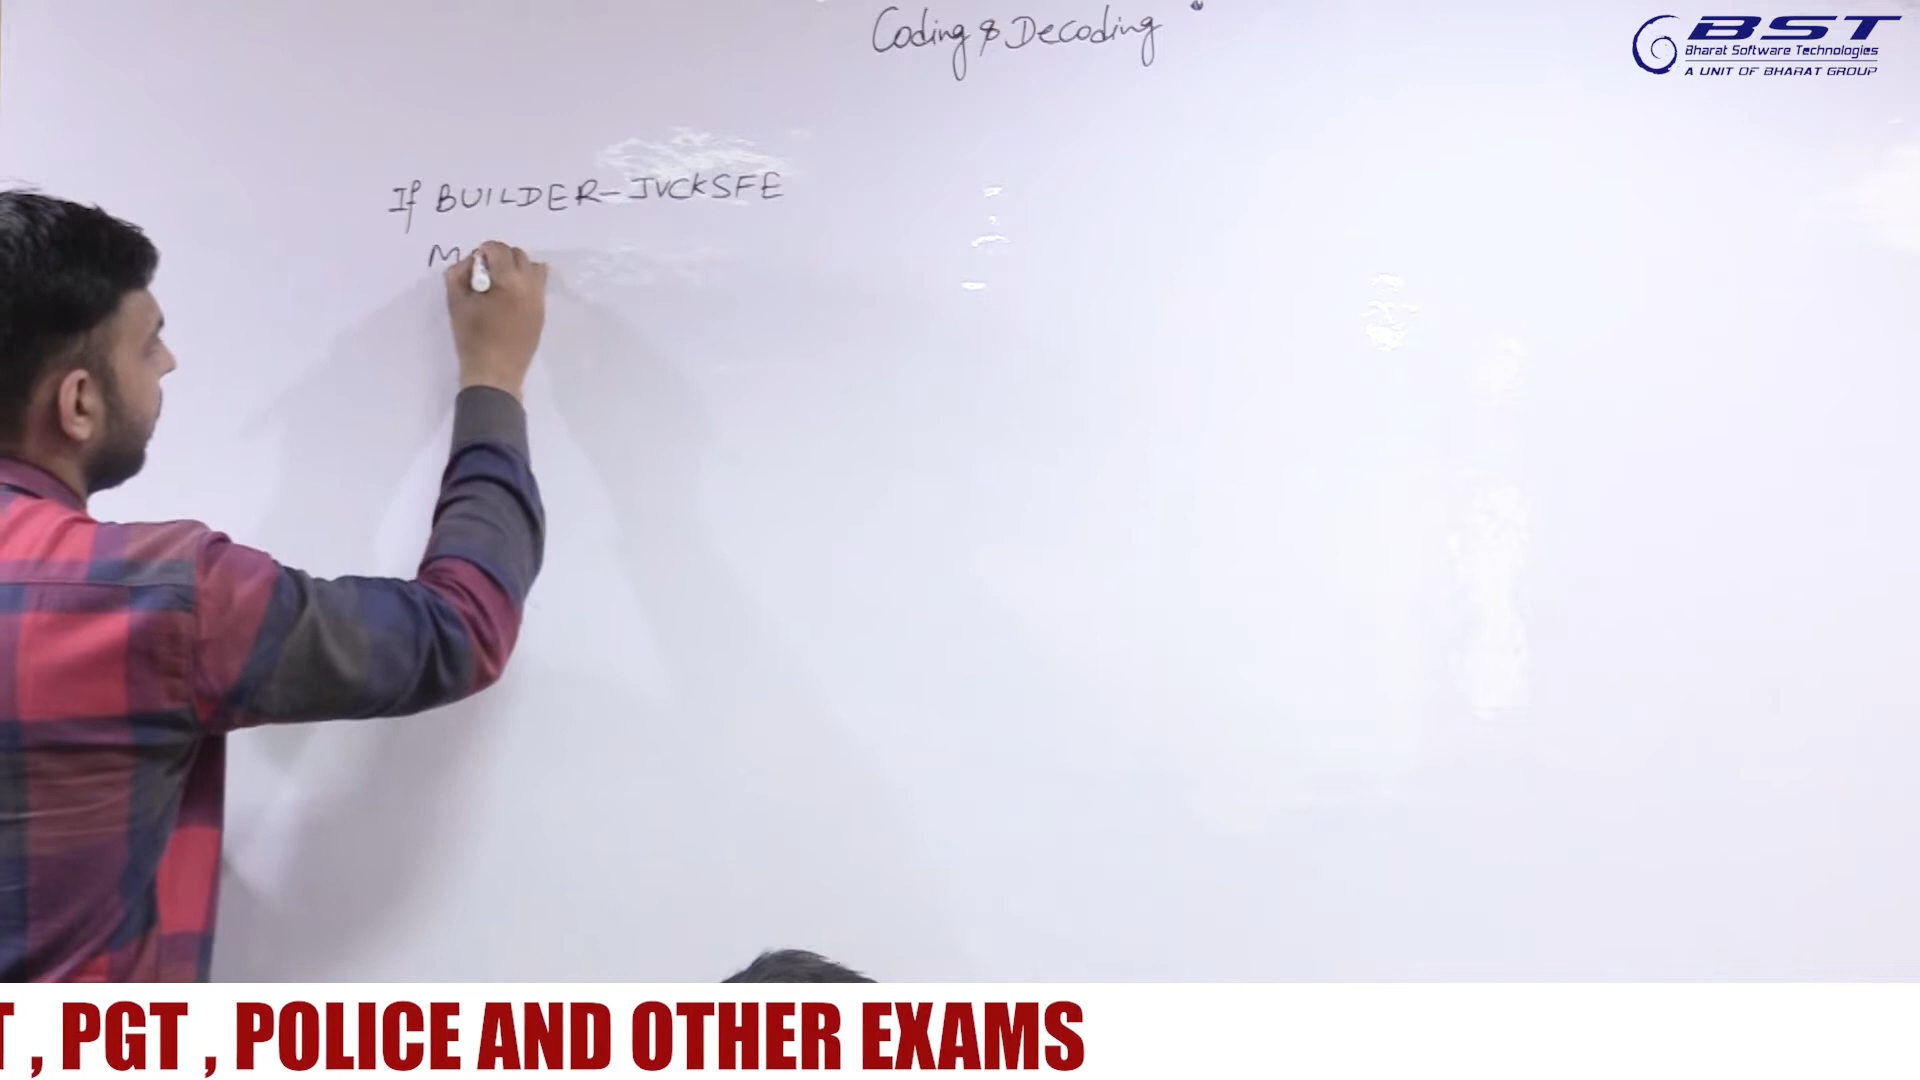 Coding & Decoding
BST
Bharat Software Technologies
A UNIT OF BHARAT GROUP
If BUILDER - JVCKSFE
T , PGT , POLICE AND OTHER EXAMS